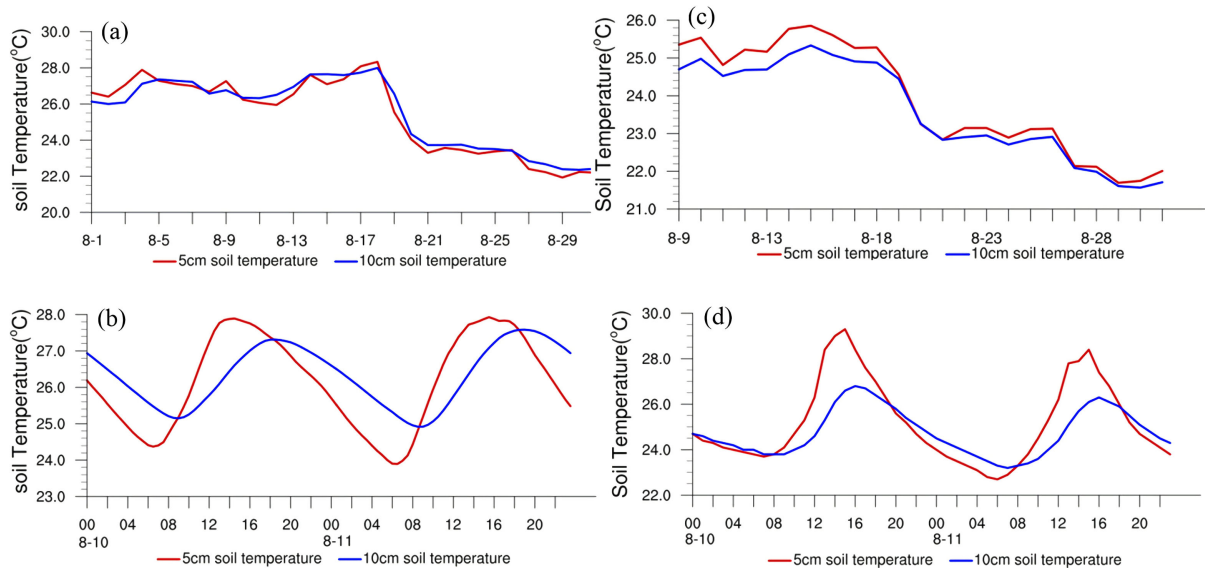 (a)
soil Temperature(°C)
30.0
28.0
26.0
24.0
22.0
20.0
8-1 8-5 8-9 8-13 8-17 8-21 8-25 8-29
5cm soil temperature 10cm soil temperature
(c)
Soil Temperature(°C)
26.0
25.0
24.0
23.0
22.0
21.0
8-9 8-13 8-18 8-23 8-28
5cm soil temperature 10cm soil temperature
(b)
soil Temperature(°C)
28.0
27.0
26.0
25.0
24.0
23.0
00 04 08 12 16 20 00 04 08 12 16 20
8-10 8-11
5cm soil temperature 10cm soil temperature
(d)
Soil Temperature(°C)
30.0
28.0
26.0
24.0
22.0
00 04 08 12 16 20 00 04 08 12 16 20
8-10 8-11
5cm soil temperature 10cm soil temperature